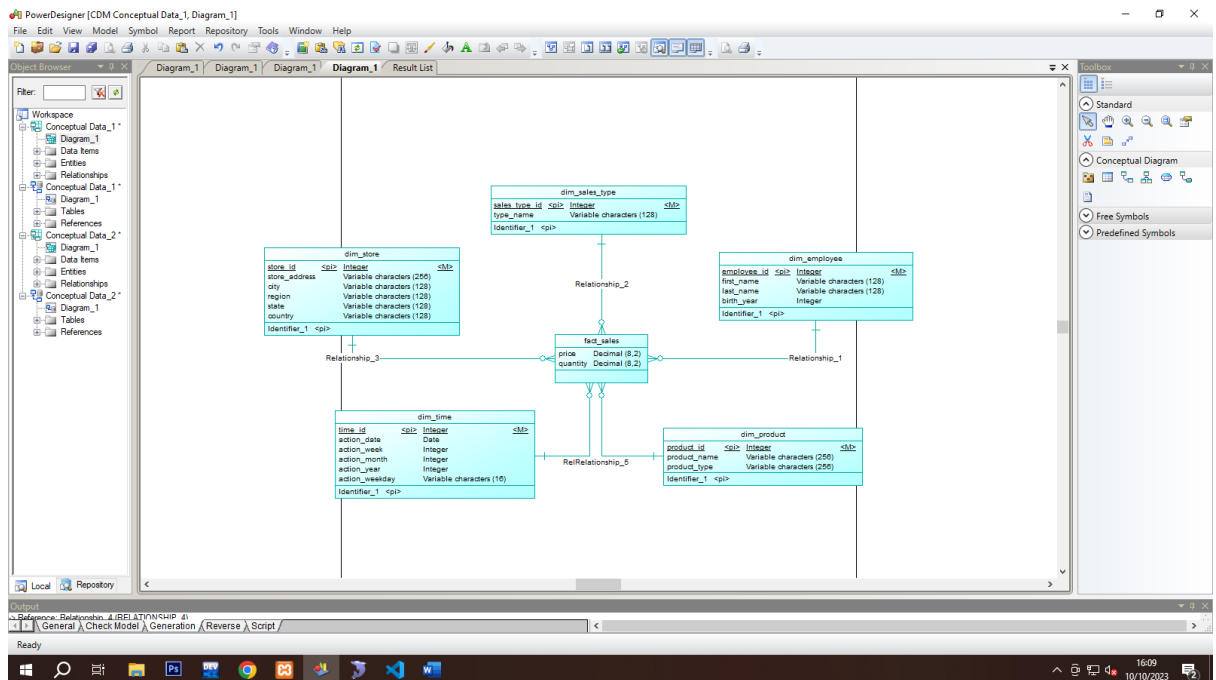 PowerDesigner [CDM Conceptual Data_1, Diagram_1]
File Edit View Model Symbol Report Repository Tools Window Help
Object Browser
Diagram_1 Diagram_1 Diagram_1 Diagram_1 Result List
Toolbox
Filter:
Workspace
Conceptual Data_1 *
Diagram_1
Data Items
Entities
Relationships
Conceptual Data_1 *
Diagram_1
Tables
References
Conceptual Data_2 *
Diagram_1
Data Items
Entities
Relationships
Conceptual Data_2 *
Diagram_1
Tables
References
Local Repository
dim_sales_type
sales_type_id <pi> Integer <M>
type_name Variable characters (128)
Identifier_1 <pi>
dim_store
store_id <pi> Integer <M>
store_address Variable characters (256)
city Variable characters (128)
region Variable characters (128)
state Variable characters (128)
country Variable characters (128)
Identifier_1 <pi>
dim_employee
employee_id <pi> Integer <M>
first_name Variable characters (128)
last_name Variable characters (128)
birth_year Integer
Identifier_1 <pi>
Relationship_2
fact_sales
price Decimal (8,2)
quantity Decimal (8,2)
Relationship_3
Relationship_1
dim_time
time_id <pi> Integer <M>
action_date Date
action_week Integer
action_month Integer
action_year Integer
action_weekday Variable characters (16)
Identifier_1 <pi>
RelRelationship_5
dim_product
product_id <pi> Integer <M>
product_name Variable characters (256)
product_type Variable characters (256)
Identifier_1 <pi>
Standard
Conceptual Diagram
Free Symbols
Predefined Symbols
Output
-> Reference: Relationship_4 (RELATIONSHIP_4)
General Check Model Generation Reverse Script
Ready
Ps
DEV
16:09
10/10/2023
2